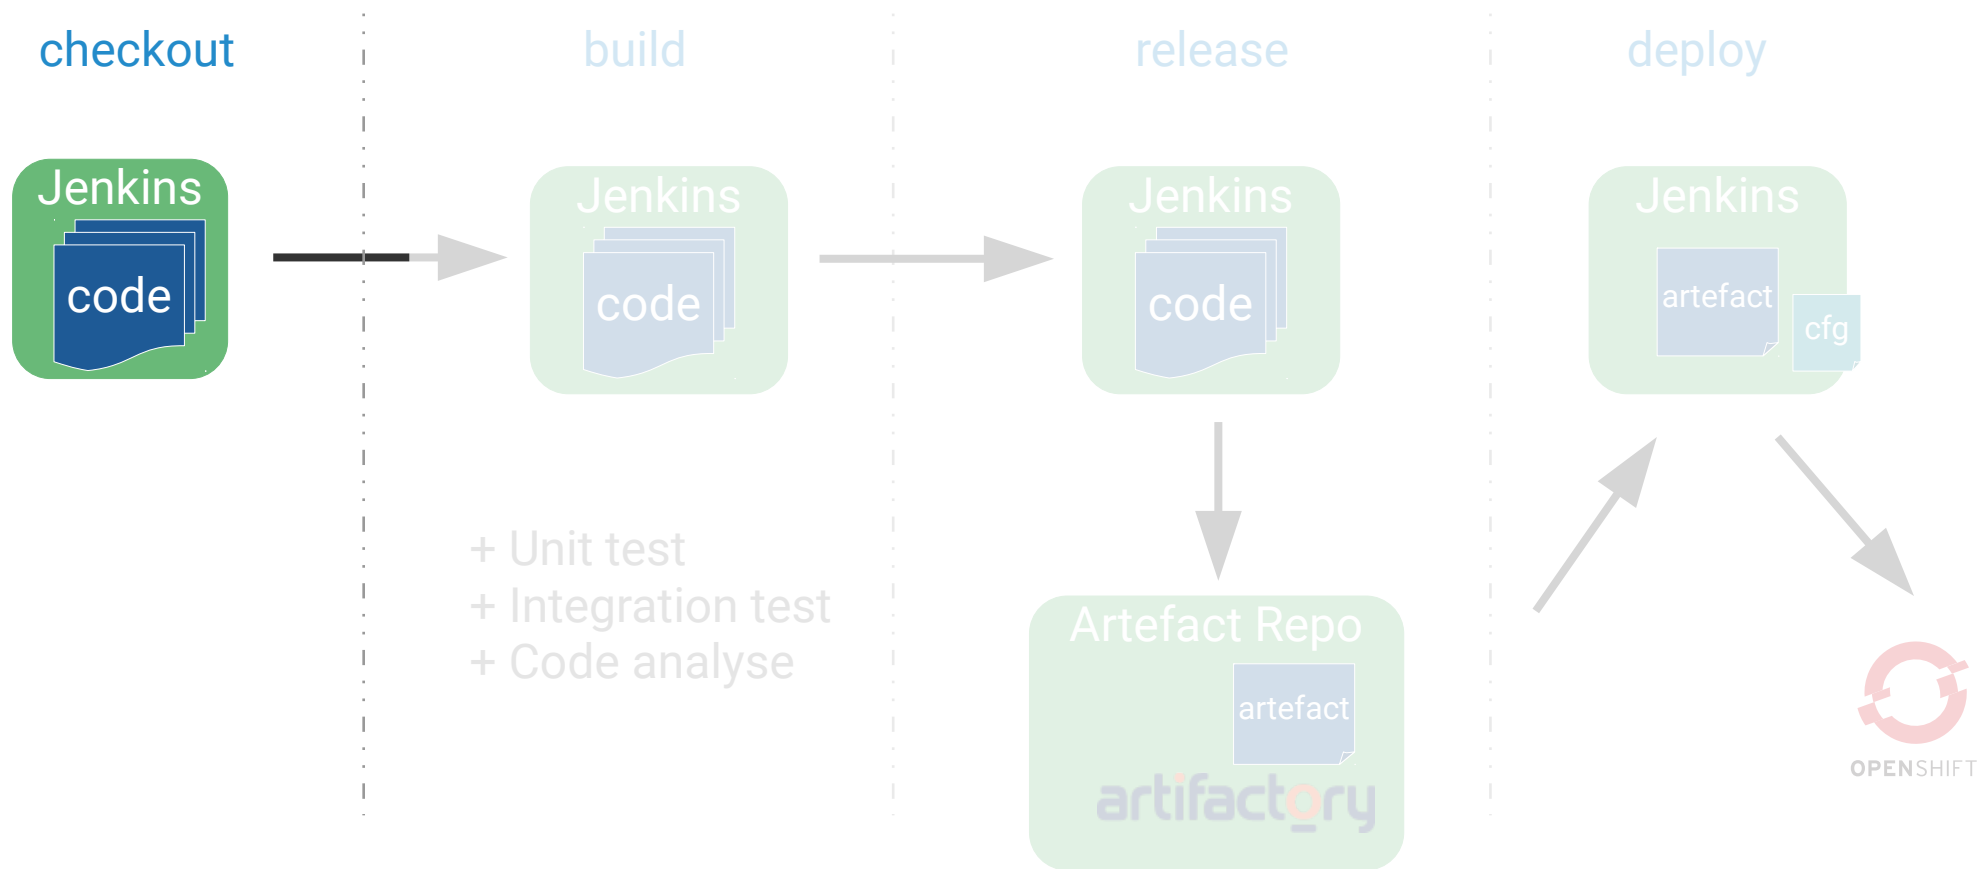 checkout
build
release
deploy
Jenkins
code
Jenkins
code
+ Unit test
+ Integration test
+ Code analyse
Jenkins
code
Artefact Repo
artefact
artifactory
Jenkins
artefact
cfg
OPENSHIFT